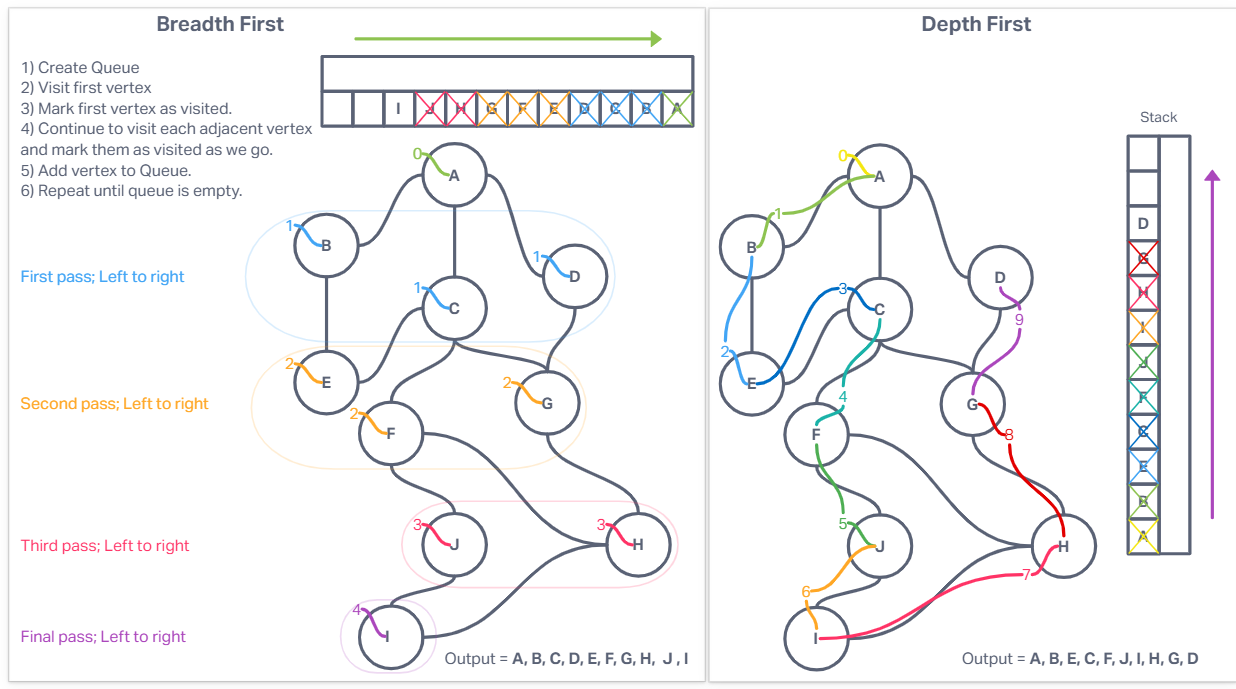 Breadth First
1) Create Queue
2) Visit first vertex
3) Mark first vertex as visited.
4) Continue to visit each adjacent vertex
and mark them as visited as we go.
5) Add vertex to Queue.
6) Repeat until queue is empty.
I J H G F E D C B A
0 A
1 B
1 D
First pass; Left to right
1 C
2 E
Second pass; Left to right
2 G
2 F
Third pass; Left to right
3 J
3 H
4 I
Final pass; Left to right
Output = A, B, C, D, E, F, G, H, J , I
Depth First
Stack
D
G
H
I
J
F
C
E
B
A
0 A
1
B
D
3 C
9
2 E
4
G
F
8
5 J
H
7
6
I
Output = A, B, E, C, F, J, I, H, G, D